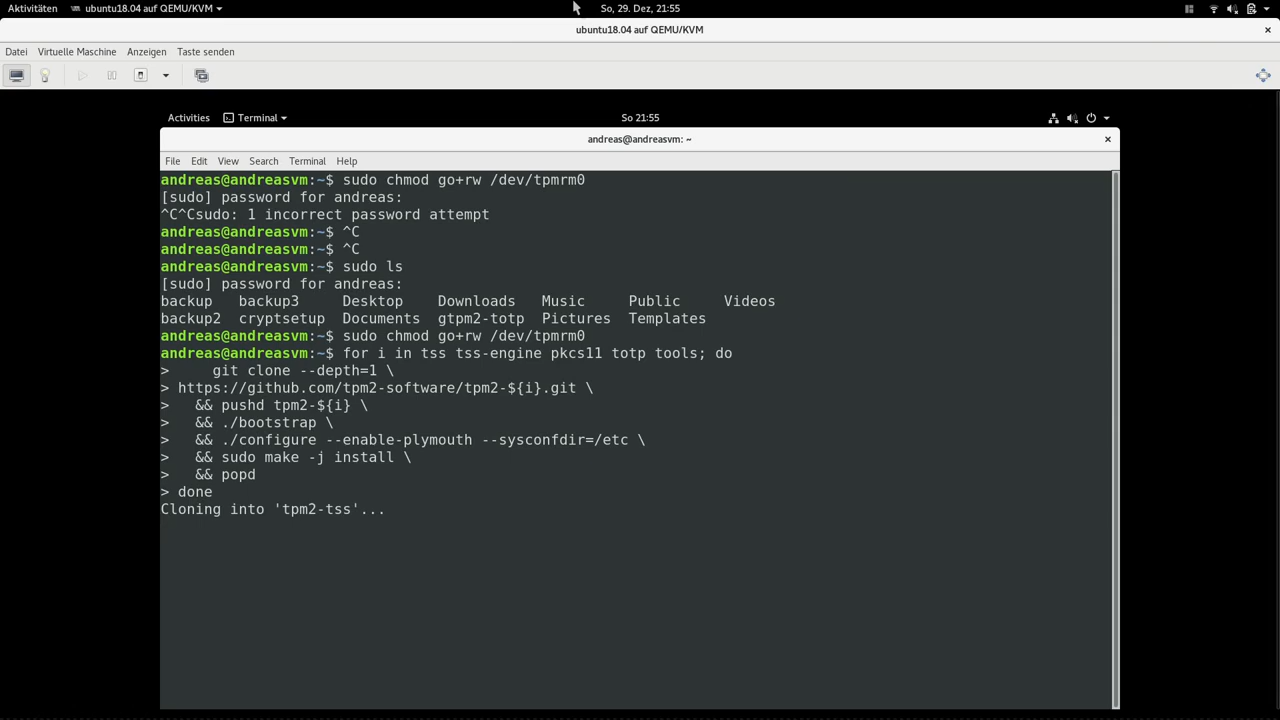 Aktivitäten ubuntu18.04 auf QEMU/KVM So, 29. Dez, 21:55
ubuntu18.04 auf QEMU/KVM ×
Datei Virtuelle Maschine Anzeigen Taste senden
Activities Terminal So 21:55
andreas@andreasvm: ~ ×
File Edit View Search Terminal Help
andreas@andreasvm:~$ sudo chmod go+rw /dev/tpmrm0
[sudo] password for andreas:
^C^Csudo: 1 incorrect password attempt
andreas@andreasvm:~$ ^C
andreas@andreasvm:~$ ^C
andreas@andreasvm:~$ sudo ls
[sudo] password for andreas:
backup backup3 Desktop Downloads Music Public Videos
backup2 cryptsetup Documents gtpm2-totp Pictures Templates
andreas@andreasvm:~$ sudo chmod go+rw /dev/tpmrm0
andreas@andreasvm:~$ for i in tss tss-engine pkcs11 totp tools; do
> git clone --depth=1 \
> https://github.com/tpm2-software/tpm2-${i}.git \
> && pushd tpm2-${i} \
> && ./bootstrap \
> && ./configure --enable-plymouth --sysconfdir=/etc \
> && sudo make -j install \
> && popd
> done
Cloning into 'tpm2-tss'...